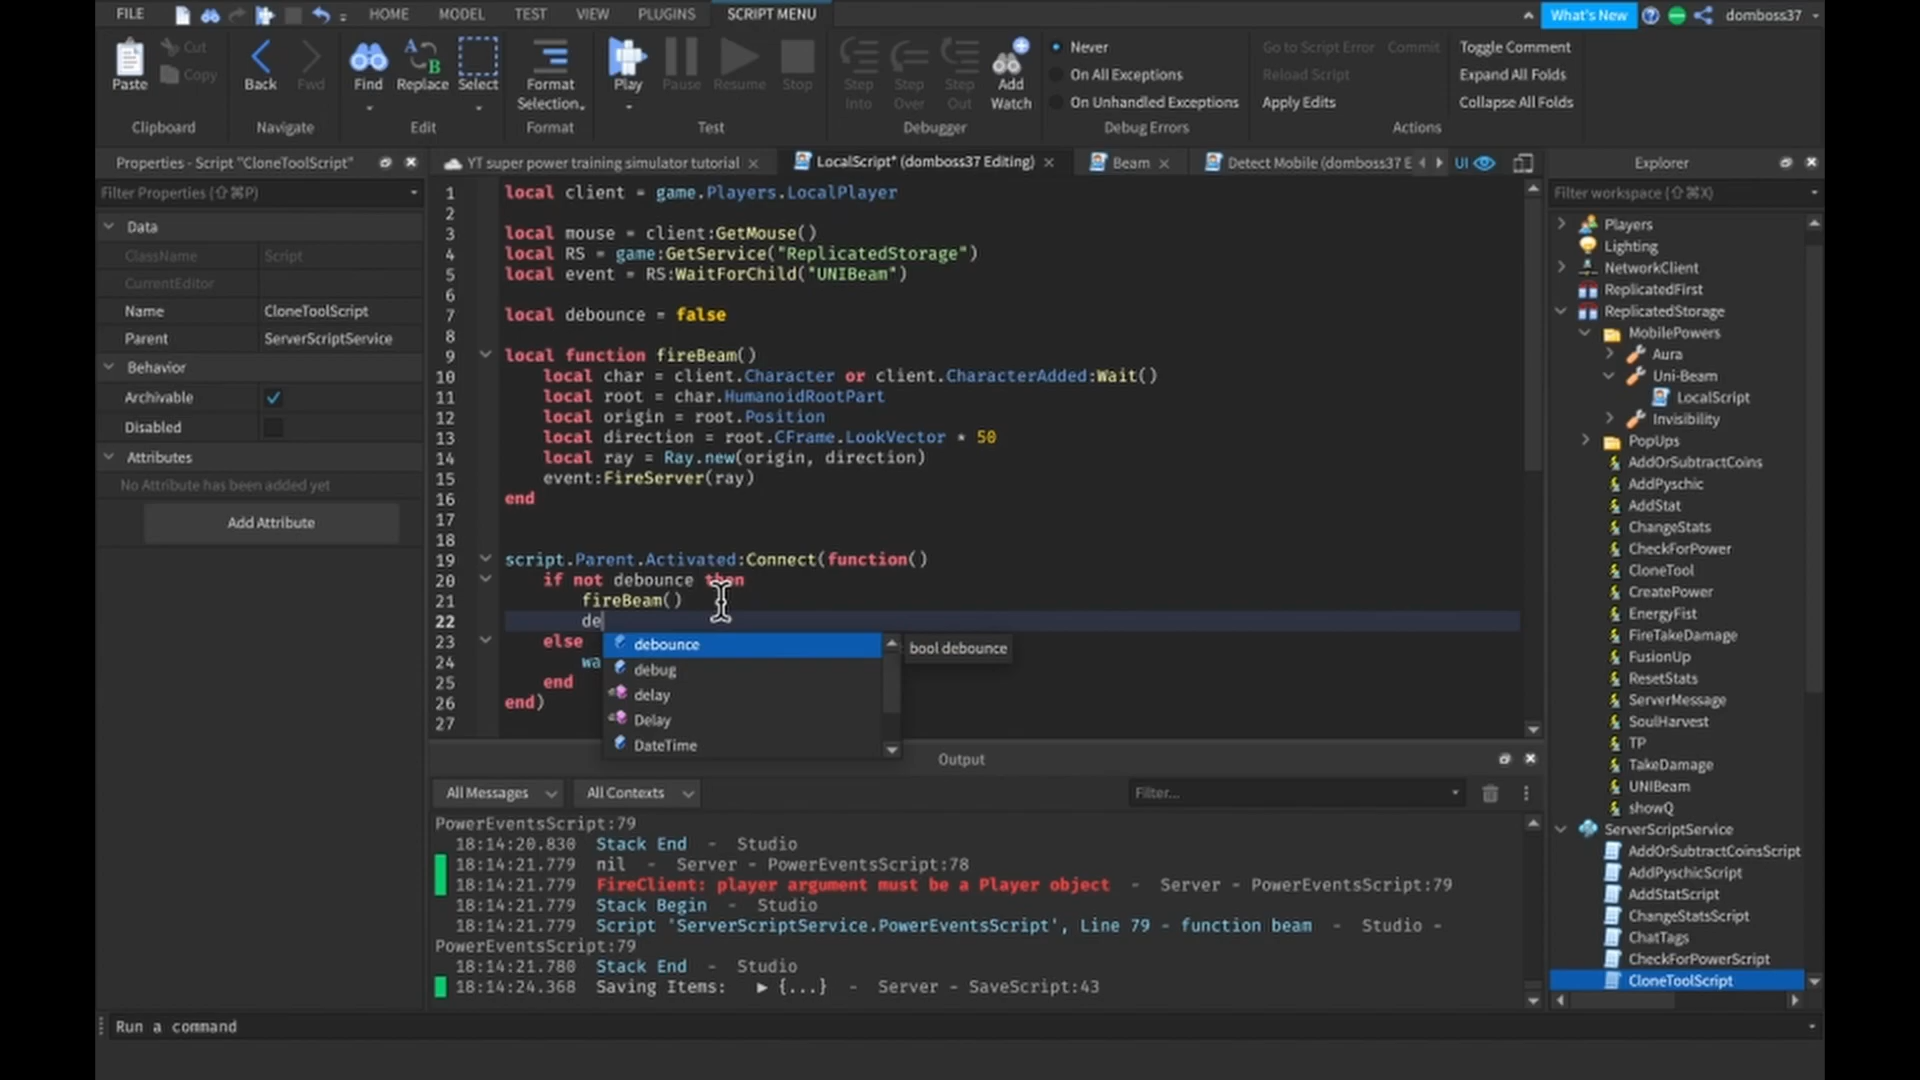 FILE HOME MODEL TEST VIEW PLUGINS SCRIPT MENU What's New domboss37
Paste Cut Copy Back Fwd Find Replace Select Format Selection Play Pause Resume Stop Step Into Step Over Step Out Add Watch
Never Go to Script Error Commit Toggle Comment
On All Exceptions Reload Script Expand All Folds
On Unhandled Exceptions Apply Edits Collapse All Folds
Clipboard Navigate Edit Format Test Debugger Debug Errors Actions
Properties - Script "CloneToolScript"
Filter Properties (⇧⌘P)
Data
ClassName Script
CurrentEditor
Name CloneToolScript
Parent ServerScriptService
Behavior
Archivable
Disabled
Attributes
No Attribute has been added yet
Add Attribute
YT super power training simulator tutorial LocalScript* (domboss37 Editing) Beam Detect Mobile (domboss37 E UI
1 local client = game.Players.LocalPlayer
2
3 local mouse = client:GetMouse()
4 local RS = game:GetService("ReplicatedStorage")
5 local event = RS:WaitForChild("UNIBeam")
6
7 local debounce = false
8
9 local function fireBeam()
10 local char = client.Character or client.CharacterAdded:Wait()
11 local root = char.HumanoidRootPart
12 local origin = root.Position
13 local direction = root.CFrame.LookVector * 50
14 local ray = Ray.new(origin, direction)
15 event:FireServer(ray)
16 end
17
18
19 script.Parent.Activated:Connect(function()
20 if not debounce then
21 fireBeam()
22 de
23 else
24 wa
25 end
26 end)
27
debounce
debug
delay
Delay
DateTime
bool debounce
Output
All Messages All Contexts Filter...
PowerEventsScript:79
18:14:20.830 Stack End - Studio
18:14:21.779 nil - Server - PowerEventsScript:78
18:14:21.779 FireClient: player argument must be a Player object - Server - PowerEventsScript:79
18:14:21.779 Stack Begin - Studio
18:14:21.779 Script 'ServerScriptService.PowerEventsScript', Line 79 - function beam - Studio -
PowerEventsScript:79
18:14:21.780 Stack End - Studio
18:14:24.368 Saving Items: ▶ {...} - Server - SaveScript:43
Explorer
Filter workspace (⇧⌘X)
Players
Lighting
NetworkClient
ReplicatedFirst
ReplicatedStorage
MobilePowers
Aura
Uni-Beam
LocalScript
Invisibility
PopUps
AddOrSubtractCoins
AddPyschic
AddStat
ChangeStats
CheckForPower
CloneTool
CreatePower
EnergyFist
FireTakeDamage
FusionUp
ResetStats
ServerMessage
SoulHarvest
TP
TakeDamage
UNIBeam
showQ
ServerScriptService
AddOrSubtractCoinsScript
AddPyschicScript
AddStatScript
ChangeStatsScript
ChatTags
CheckForPowerScript
CloneToolScript
Run a command